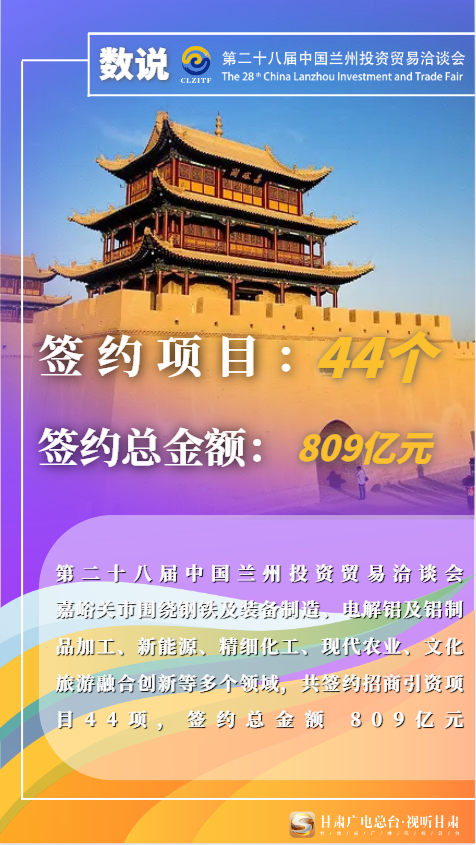 数说
CLZITF
第二十八届中国兰州投资贸易洽谈会
The 28th China Lanzhou Investment and Trade Fair
签约项目：44个
签约总金额：809亿元
第二十八届中国兰州投资贸易洽谈会
嘉峪关市围绕钢铁及装备制造、电解铝及铝制
品加工、新能源、精细化工、现代农业、文化
旅游融合创新等多个领域，共签约招商引资项
目44项，签约总金额 809亿元
甘肃广电总台·视听甘肃